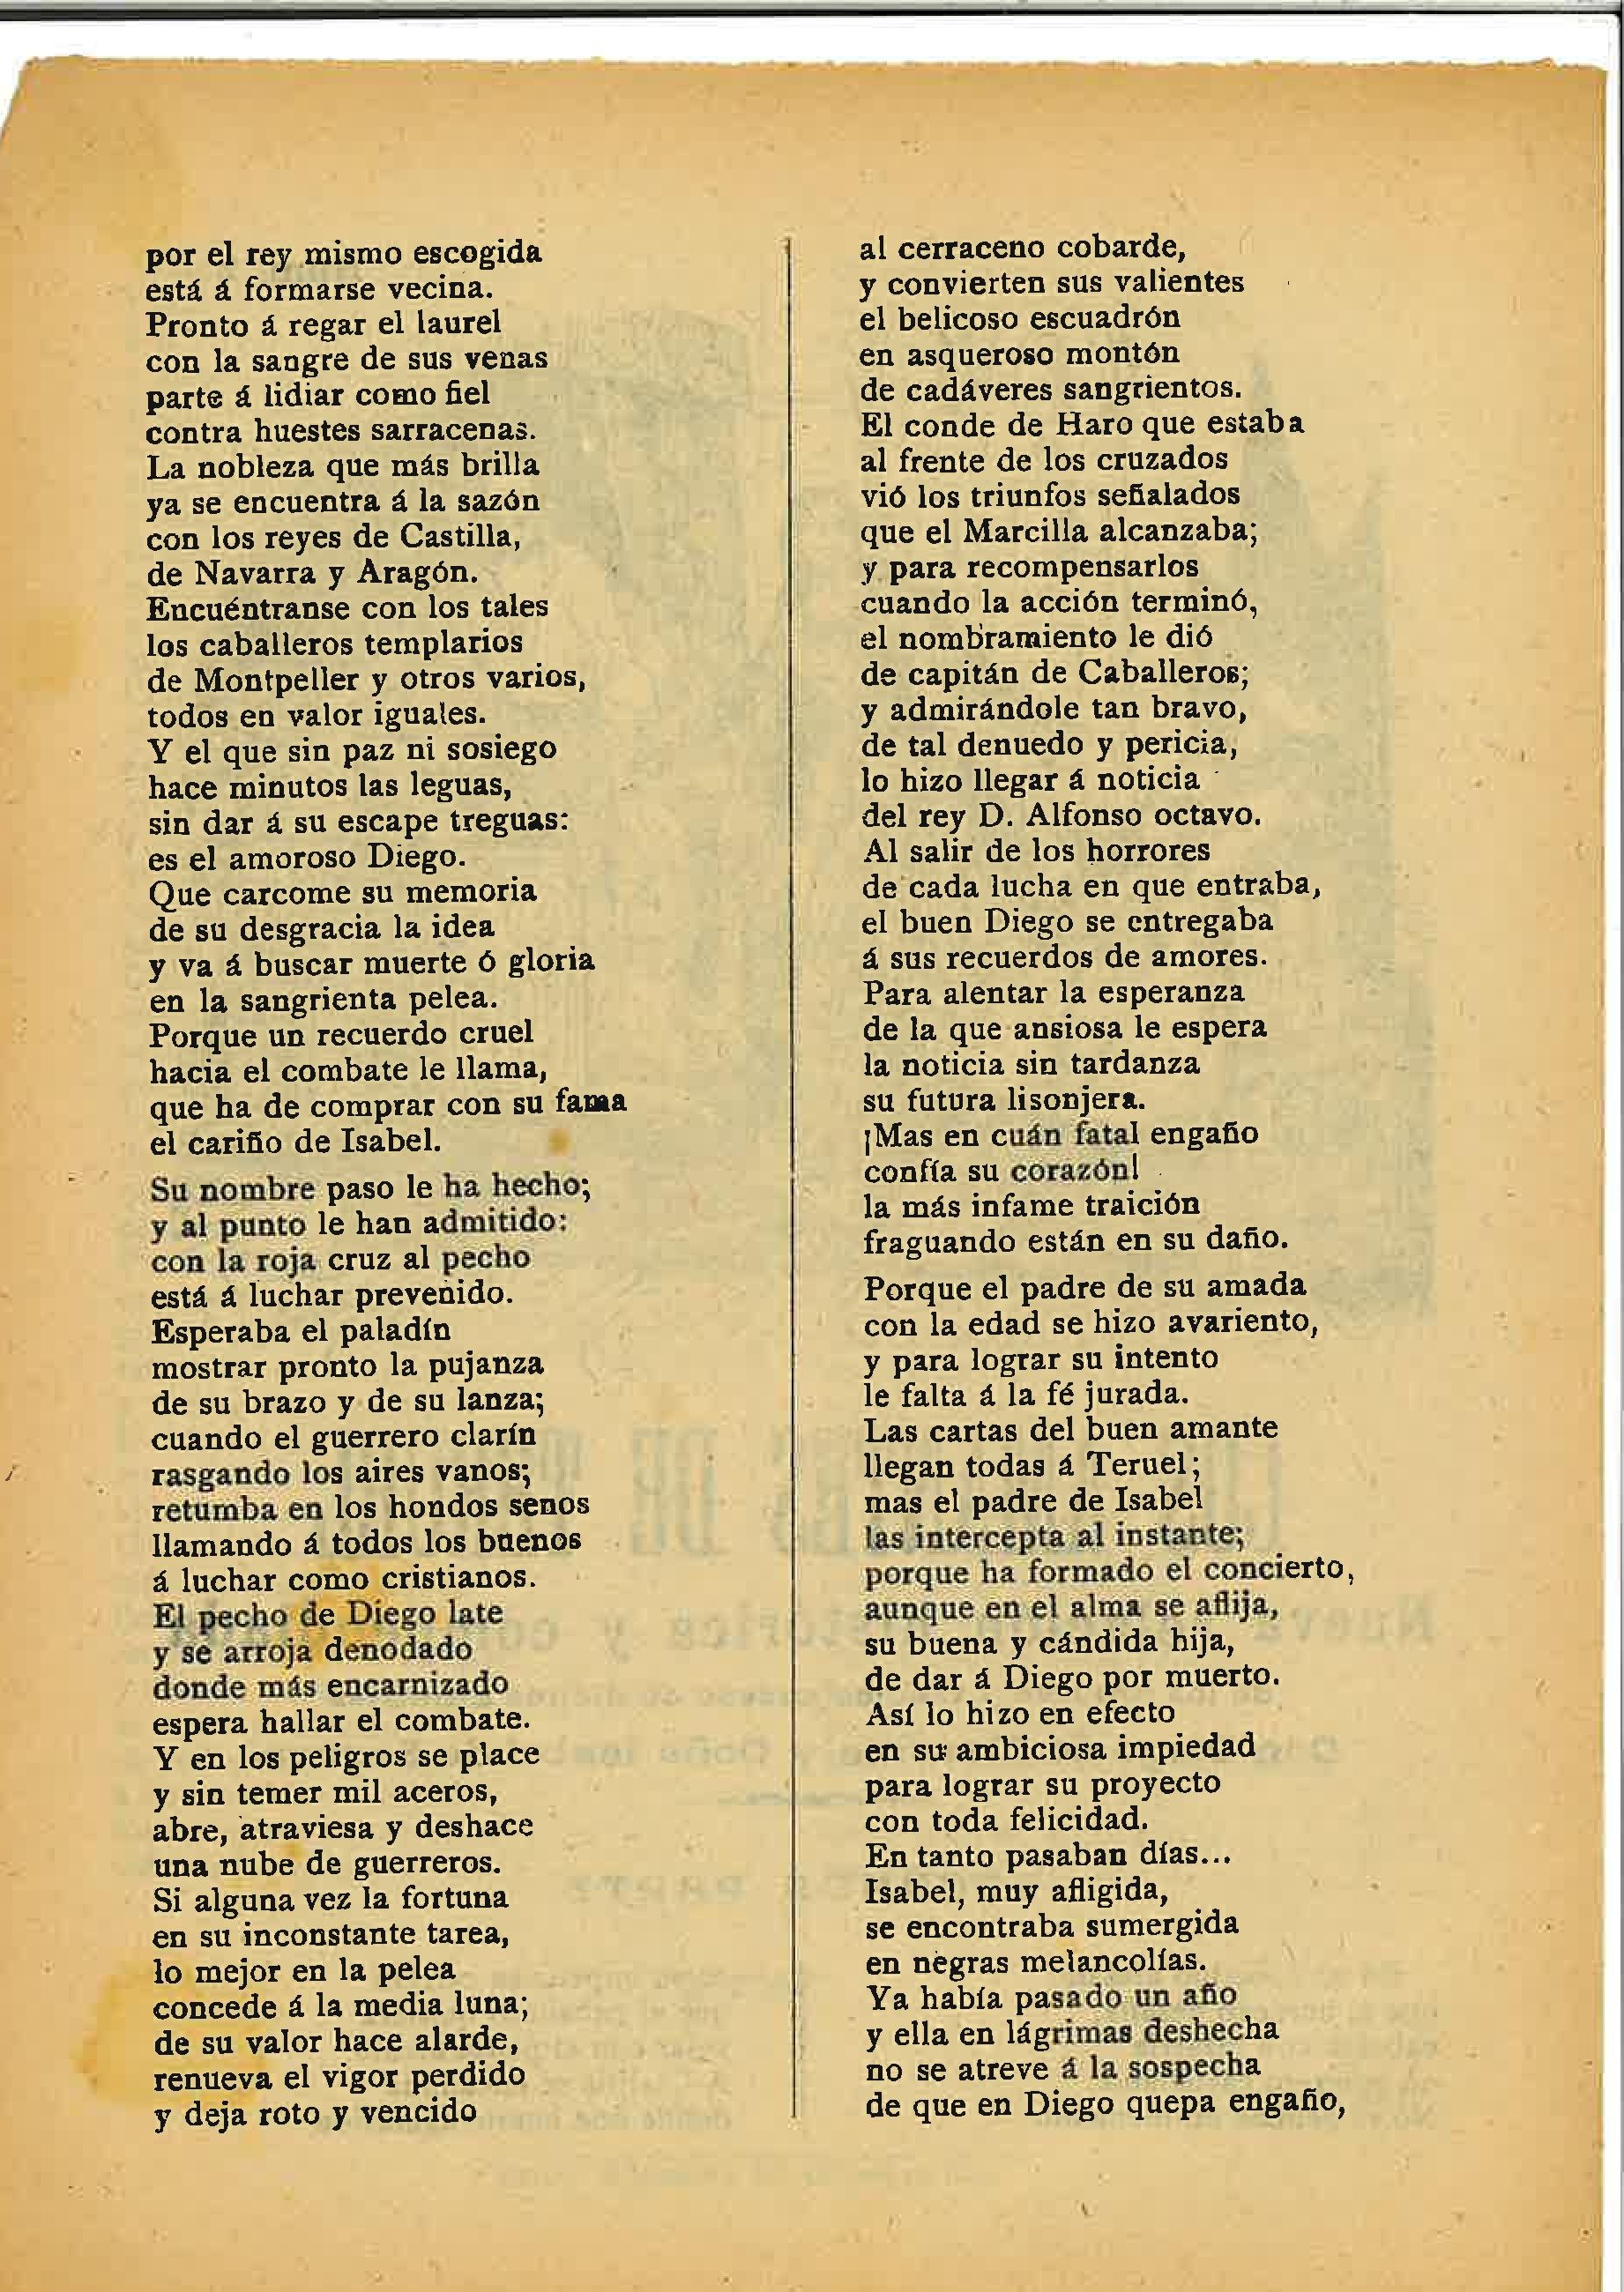 por el rey mismo escogida
está á formarse vecina.
Pronto á regar el laurel
con la sangre de sus venas
parte á lidiar como fiel
contra huestes sarracenas.
La nobleza que más brilla
ya se encuentra á la sazón
con los reyes de Castilla,
de Navarra y Aragón.
Encuéntranse con los tales
los caballeros templarios
de Montpeller y otros varios,
todos en valor iguales.
Y el que sin paz ni sosiego
hace minutos las leguas,
sin dar á su escape treguas:
es el amoroso Diego.
Que carcome su memoria
de su desgracia la idea
y va á buscar muerte ó gloria
en la sangrienta pelea.
Porque un recuerdo cruel
hacia el combate le llama,
que ha de comprar con su fama
el cariño de Isabel.
Su nombre paso le ha hecho;
y al punto le han admitido:
con la roja cruz al pecho
está á luchar prevenido.
Esperaba el paladín
mostrar pronto la pujanza
de su brazo y de su lanza;
cuando el guerrero clarín
rasgando los aires vanos;
retumba en los hondos senos
llamando á todos los buenos
á luchar como cristianos.
El pecho de Diego late
y se arroja denodado
donde más encarnizado
espera hallar el combate.
Y en los peligros se place
y sin temer mil aceros,
abre, atraviesa y deshace
una nube de guerreros.
Si alguna vez la fortuna
en su inconstante tarea,
lo mejor en la pelea
concede á la media luna;
de su valor hace alarde,
renueva el vigor perdido
y deja roto y vencido
al cerraceno cobarde,
y convierten sus valientes
el belicoso escuadrón
en asqueroso montón
de cadáveres sangrientos.
El conde de Haro que estaba
al frente de los cruzados
vió los triunfos señalados
que el Marcilla alcanzaba;
y para recompensarlos
cuando la acción terminó,
el nombramiento le dió
de capitán de Caballeros;
y admirándole tan bravo,
de tal denuedo y pericia,
lo hizo llegar á noticia
del rey D. Alfonso octavo.
Al salir de los horrores
de cada lucha en que entraba,
el buen Diego se entregaba
á sus recuerdos de amores.
Para alentar la esperanza
de la que ansiosa le espera
la noticia sin tardanza
su futura lisonjera.
¡Mas en cuán fatal engaño
confía su corazón!
la más infame traición
fraguando están en su daño.
Porque el padre de su amada
con la edad se hizo avariento,
y para lograr su intento
le falta á la fé jurada.
Las cartas del buen amante
llegan todas á Teruel;
mas el padre de Isabel
las intercepta al instante;
porque ha formado el concierto,
aunque en el alma se aflija,
su buena y cándida hija,
de dar á Diego por muerto.
Así lo hizo en efecto
en su ambiciosa impiedad
para lograr su proyecto
con toda felicidad.
En tanto pasaban días...
Isabel, muy afligida,
se encontraba sumergida
en negras melancolías.
Ya había pasado un año
y ella en lágrimas deshecha
no se atreve á la sospecha
de que en Diego quepa engaño,